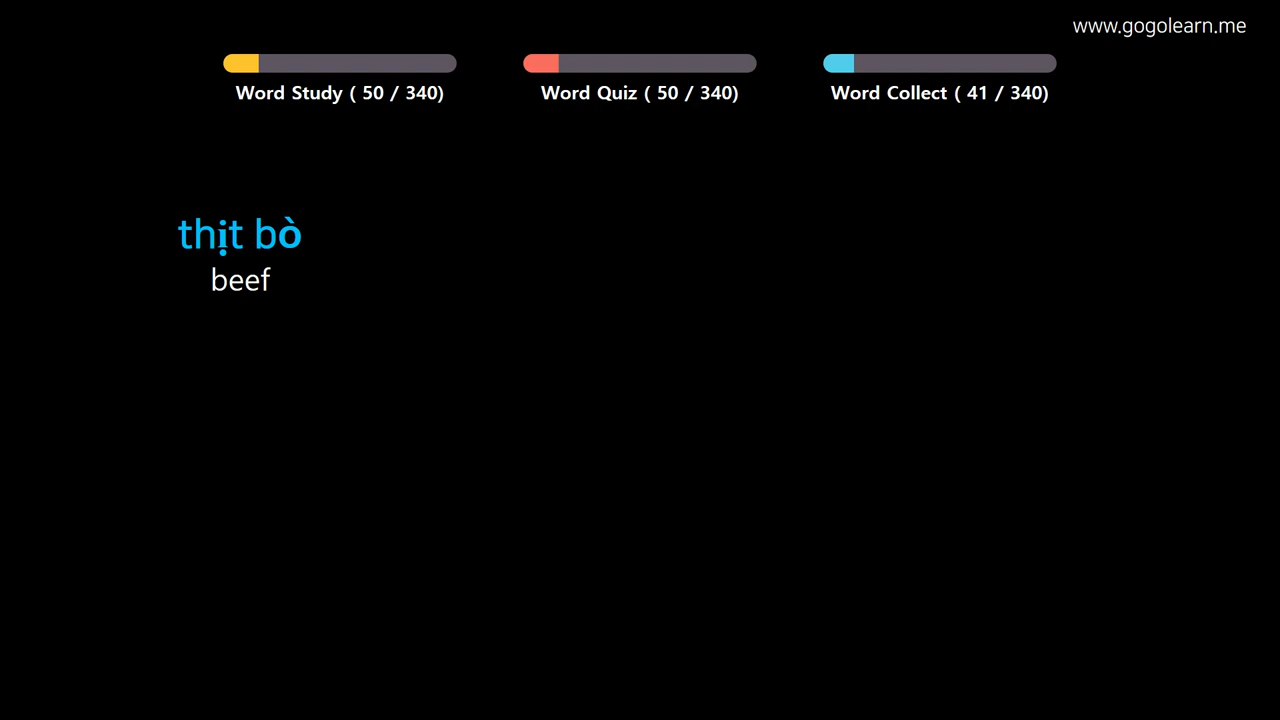 www.gogolearn.me
Word Study ( 50 / 340)
Word Quiz ( 50 / 340)
Word Collect ( 41 / 340)
thịt bò
beef